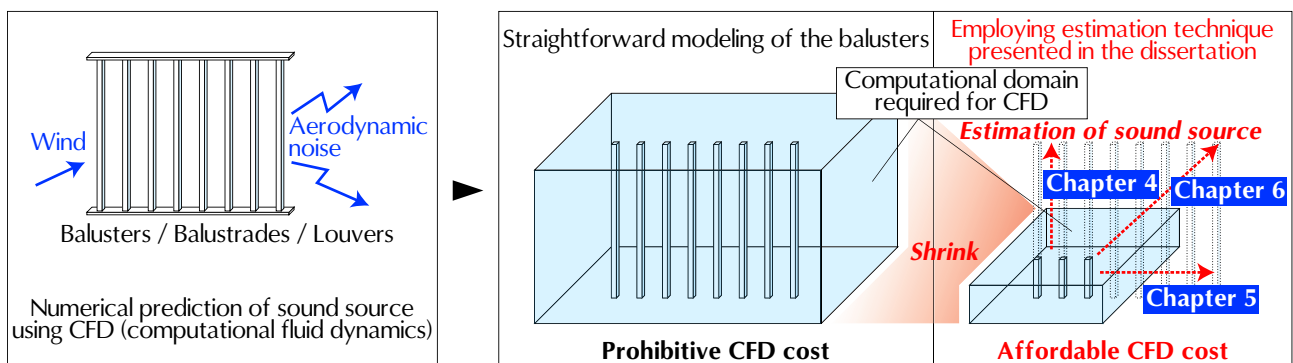 Wind
Aerodynamic
noise
Balusters / Balustrades / Louvers
Numerical prediction of sound source
using CFD (computational fluid dynamics)
Straightforward modeling of the balusters
Employing estimation technique
presented in the dissertation
Computational domain
required for CFD
Estimation of sound source
Chapter 4
Chapter 6
Shrink
Chapter 5
Prohibitive CFD cost
Affordable CFD cost